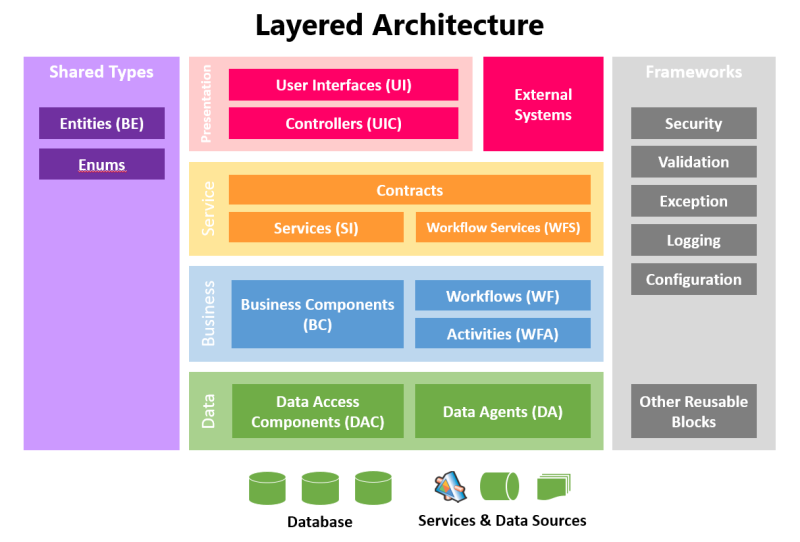 Layered Architecture
Shared Types
Entities (BE)
Enums
Presentation
User Interfaces (UI)
Controllers (UIC)
External
Systems
Service
Contracts
Services (SI)
Workflow Services (WFS)
Business
Business Components
(BC)
Workflows (WF)
Activities (WFA)
Data
Data Access
Components (DAC)
Data Agents (DA)
Frameworks
Security
Validation
Exception
Logging
Configuration
Other Reusable
Blocks
Database
Services & Data Sources